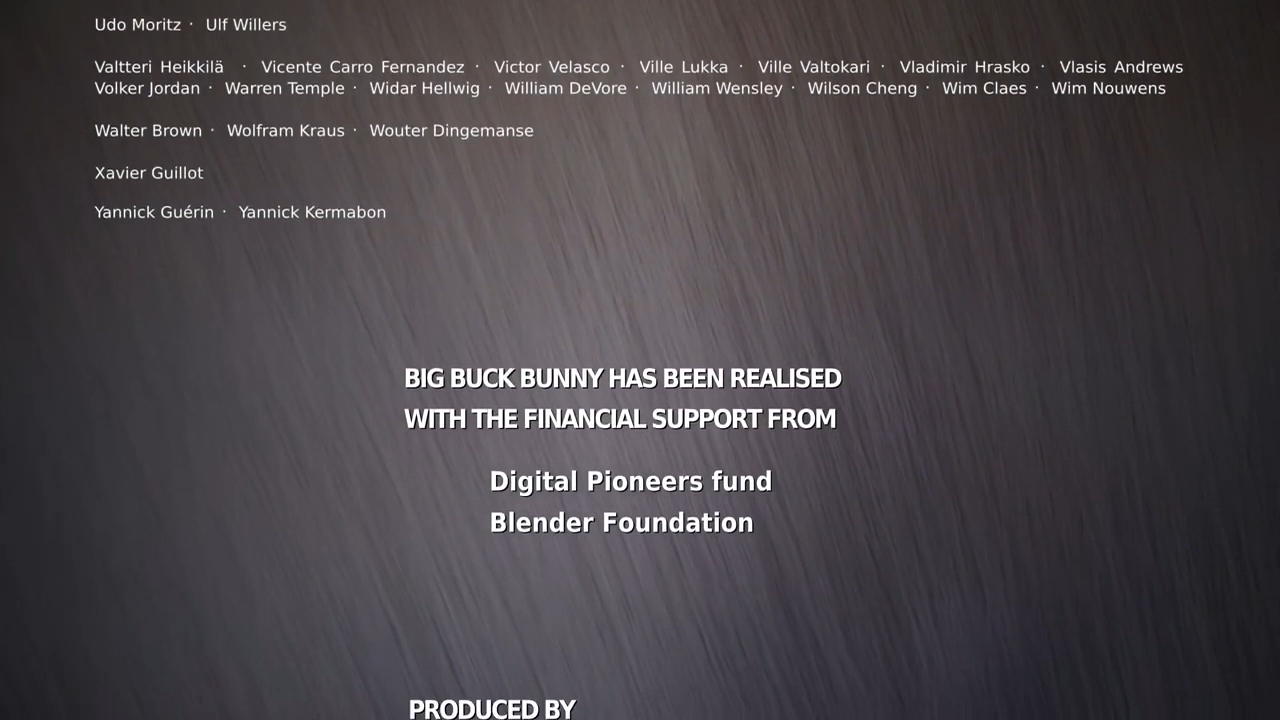 Udo Moritz · Ulf Willers
Valtteri Heikkilä · Vicente Carro Fernandez · Victor Velasco · Ville Lukka · Ville Valtokari · Vladimir Hrasko · Vlasis Andrews
Volker Jordan · Warren Temple · Widar Hellwig · William DeVore · William Wensley · Wilson Cheng · Wim Claes · Wim Nouwens
Walter Brown · Wolfram Kraus · Wouter Dingemanse
Xavier Guillot
Yannick Guérin · Yannick Kermabon
BIG BUCK BUNNY HAS BEEN REALISED
WITH THE FINANCIAL SUPPORT FROM
Digital Pioneers fund
Blender Foundation
PRODUCED BY